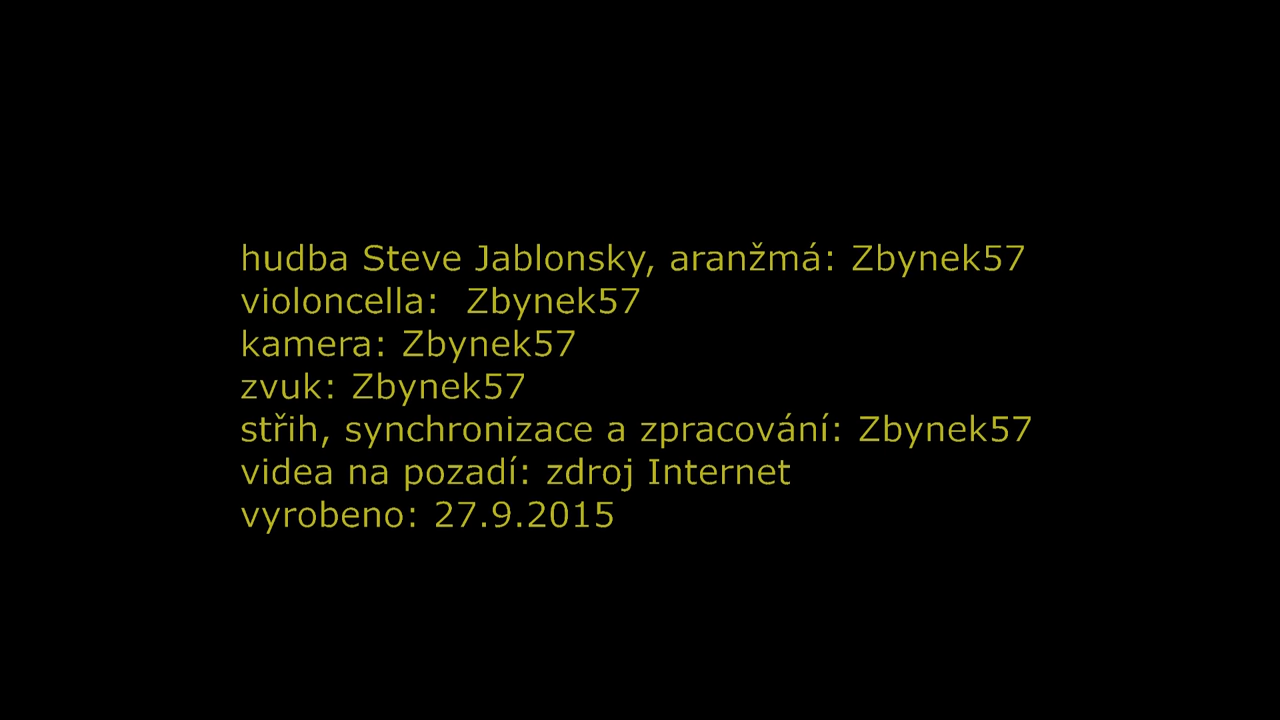 hudba Steve Jablonsky, aranžmá: Zbynek57
violoncella:  Zbynek57
kamera: Zbynek57
zvuk: Zbynek57
střih, synchronizace a zpracování: Zbynek57
videa na pozadí: zdroj Internet
vyrobeno: 27.9.2015